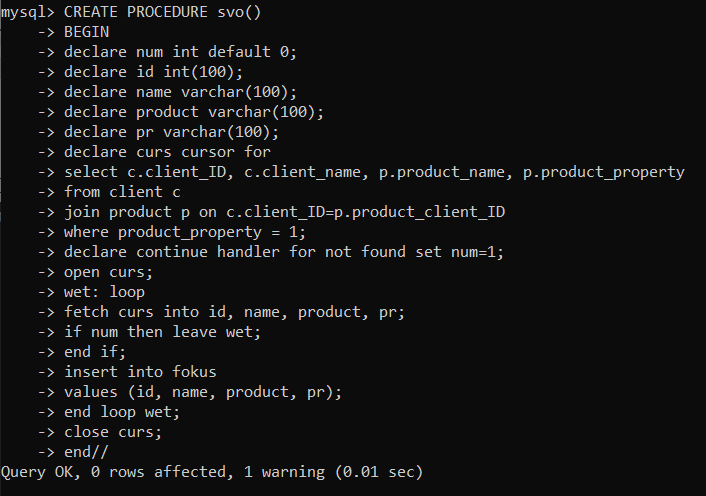 mysql> CREATE PROCEDURE svo()
-> BEGIN
-> declare num int default 0;
-> declare id int(100);
-> declare name varchar(100);
-> declare product varchar(100);
-> declare pr varchar(100);
-> declare curs cursor for
-> select c.client_ID, c.client_name, p.product_name, p.product_property
-> from client c
-> join product p on c.client_ID=p.product_client_ID
-> where product_property = 1;
-> declare continue handler for not found set num=1;
-> open curs;
-> wet: loop
-> fetch curs into id, name, product, pr;
-> if num then leave wet;
-> end if;
-> insert into fokus
-> values (id, name, product, pr);
-> end loop wet;
-> close curs;
-> end//
Query OK, 0 rows affected, 1 warning (0.01 sec)